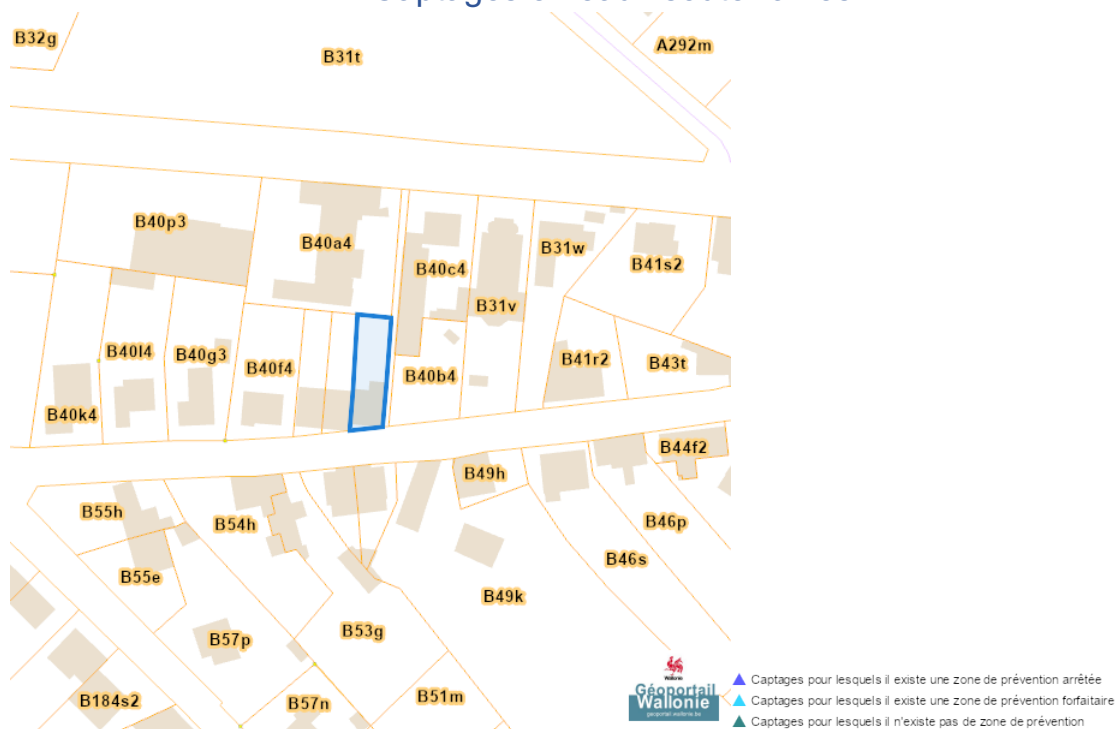 B32g
B31t
A292m
B40p3
B40a4
B40c4
B31w
B41s2
B31v
B40l4
B40g3
B40f4
B40b4
B41r2
B43t
B40k4
B44f2
B49h
B55h
B54h
B46p
B46s
B55e
B49k
B53g
B57p
B184s2
B57n
B51m
Wallonie
Géoportail
Wallonie
geoportail.wallonie.be
Captages pour lesquels il existe une zone de prévention arrêtée
Captages pour lesquels il existe une zone de prévention forfaitaire
Captages pour lesquels il n'existe pas de zone de prévention